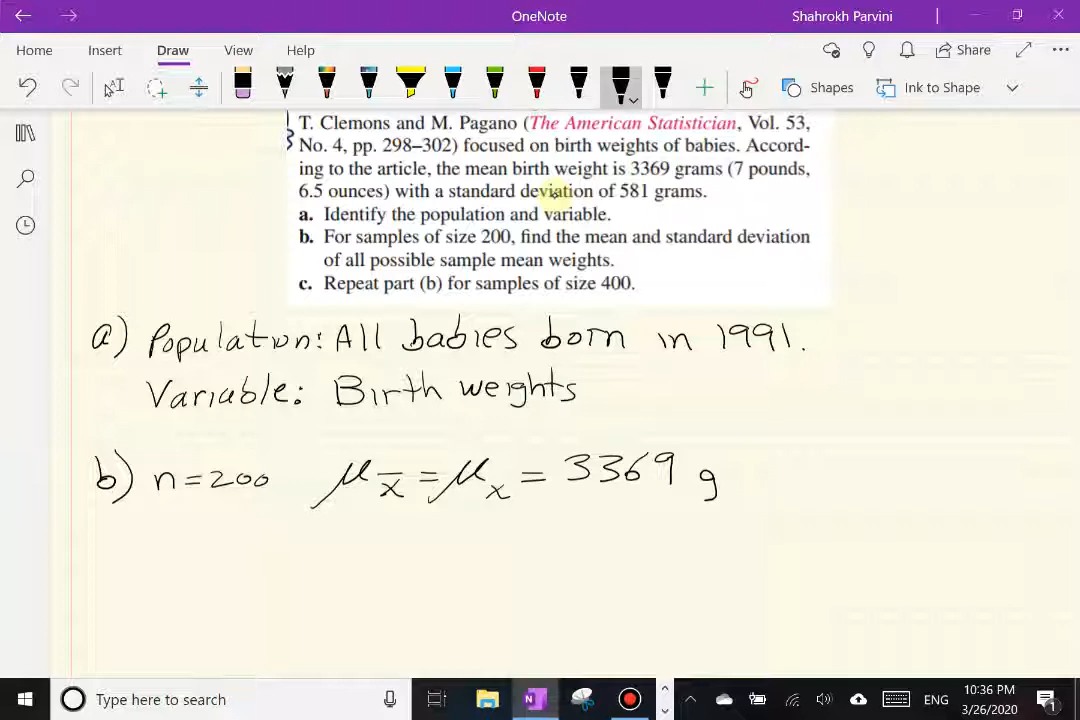 OneNote
Shahrokh Parvini
Home
Insert
Draw
View
Help
Share
Shapes
Ink to Shape
T. Clemons and M. Pagano (The American Statistician, Vol. 53,
No. 4, pp. 298–302) focused on birth weights of babies. Accord-
ing to the article, the mean birth weight is 3369 grams (7 pounds,
6.5 ounces) with a standard deviation of 581 grams.
a. Identify the population and variable.
b. For samples of size 200, find the mean and standard deviation
of all possible sample mean weights.
c. Repeat part (b) for samples of size 400.
a) Population: All babies born in 1991.
Variable: Birth weights
b) n=200 μx̄ = μx = 3369 g
Type here to search
ENG
10:36 PM
3/26/2020
1